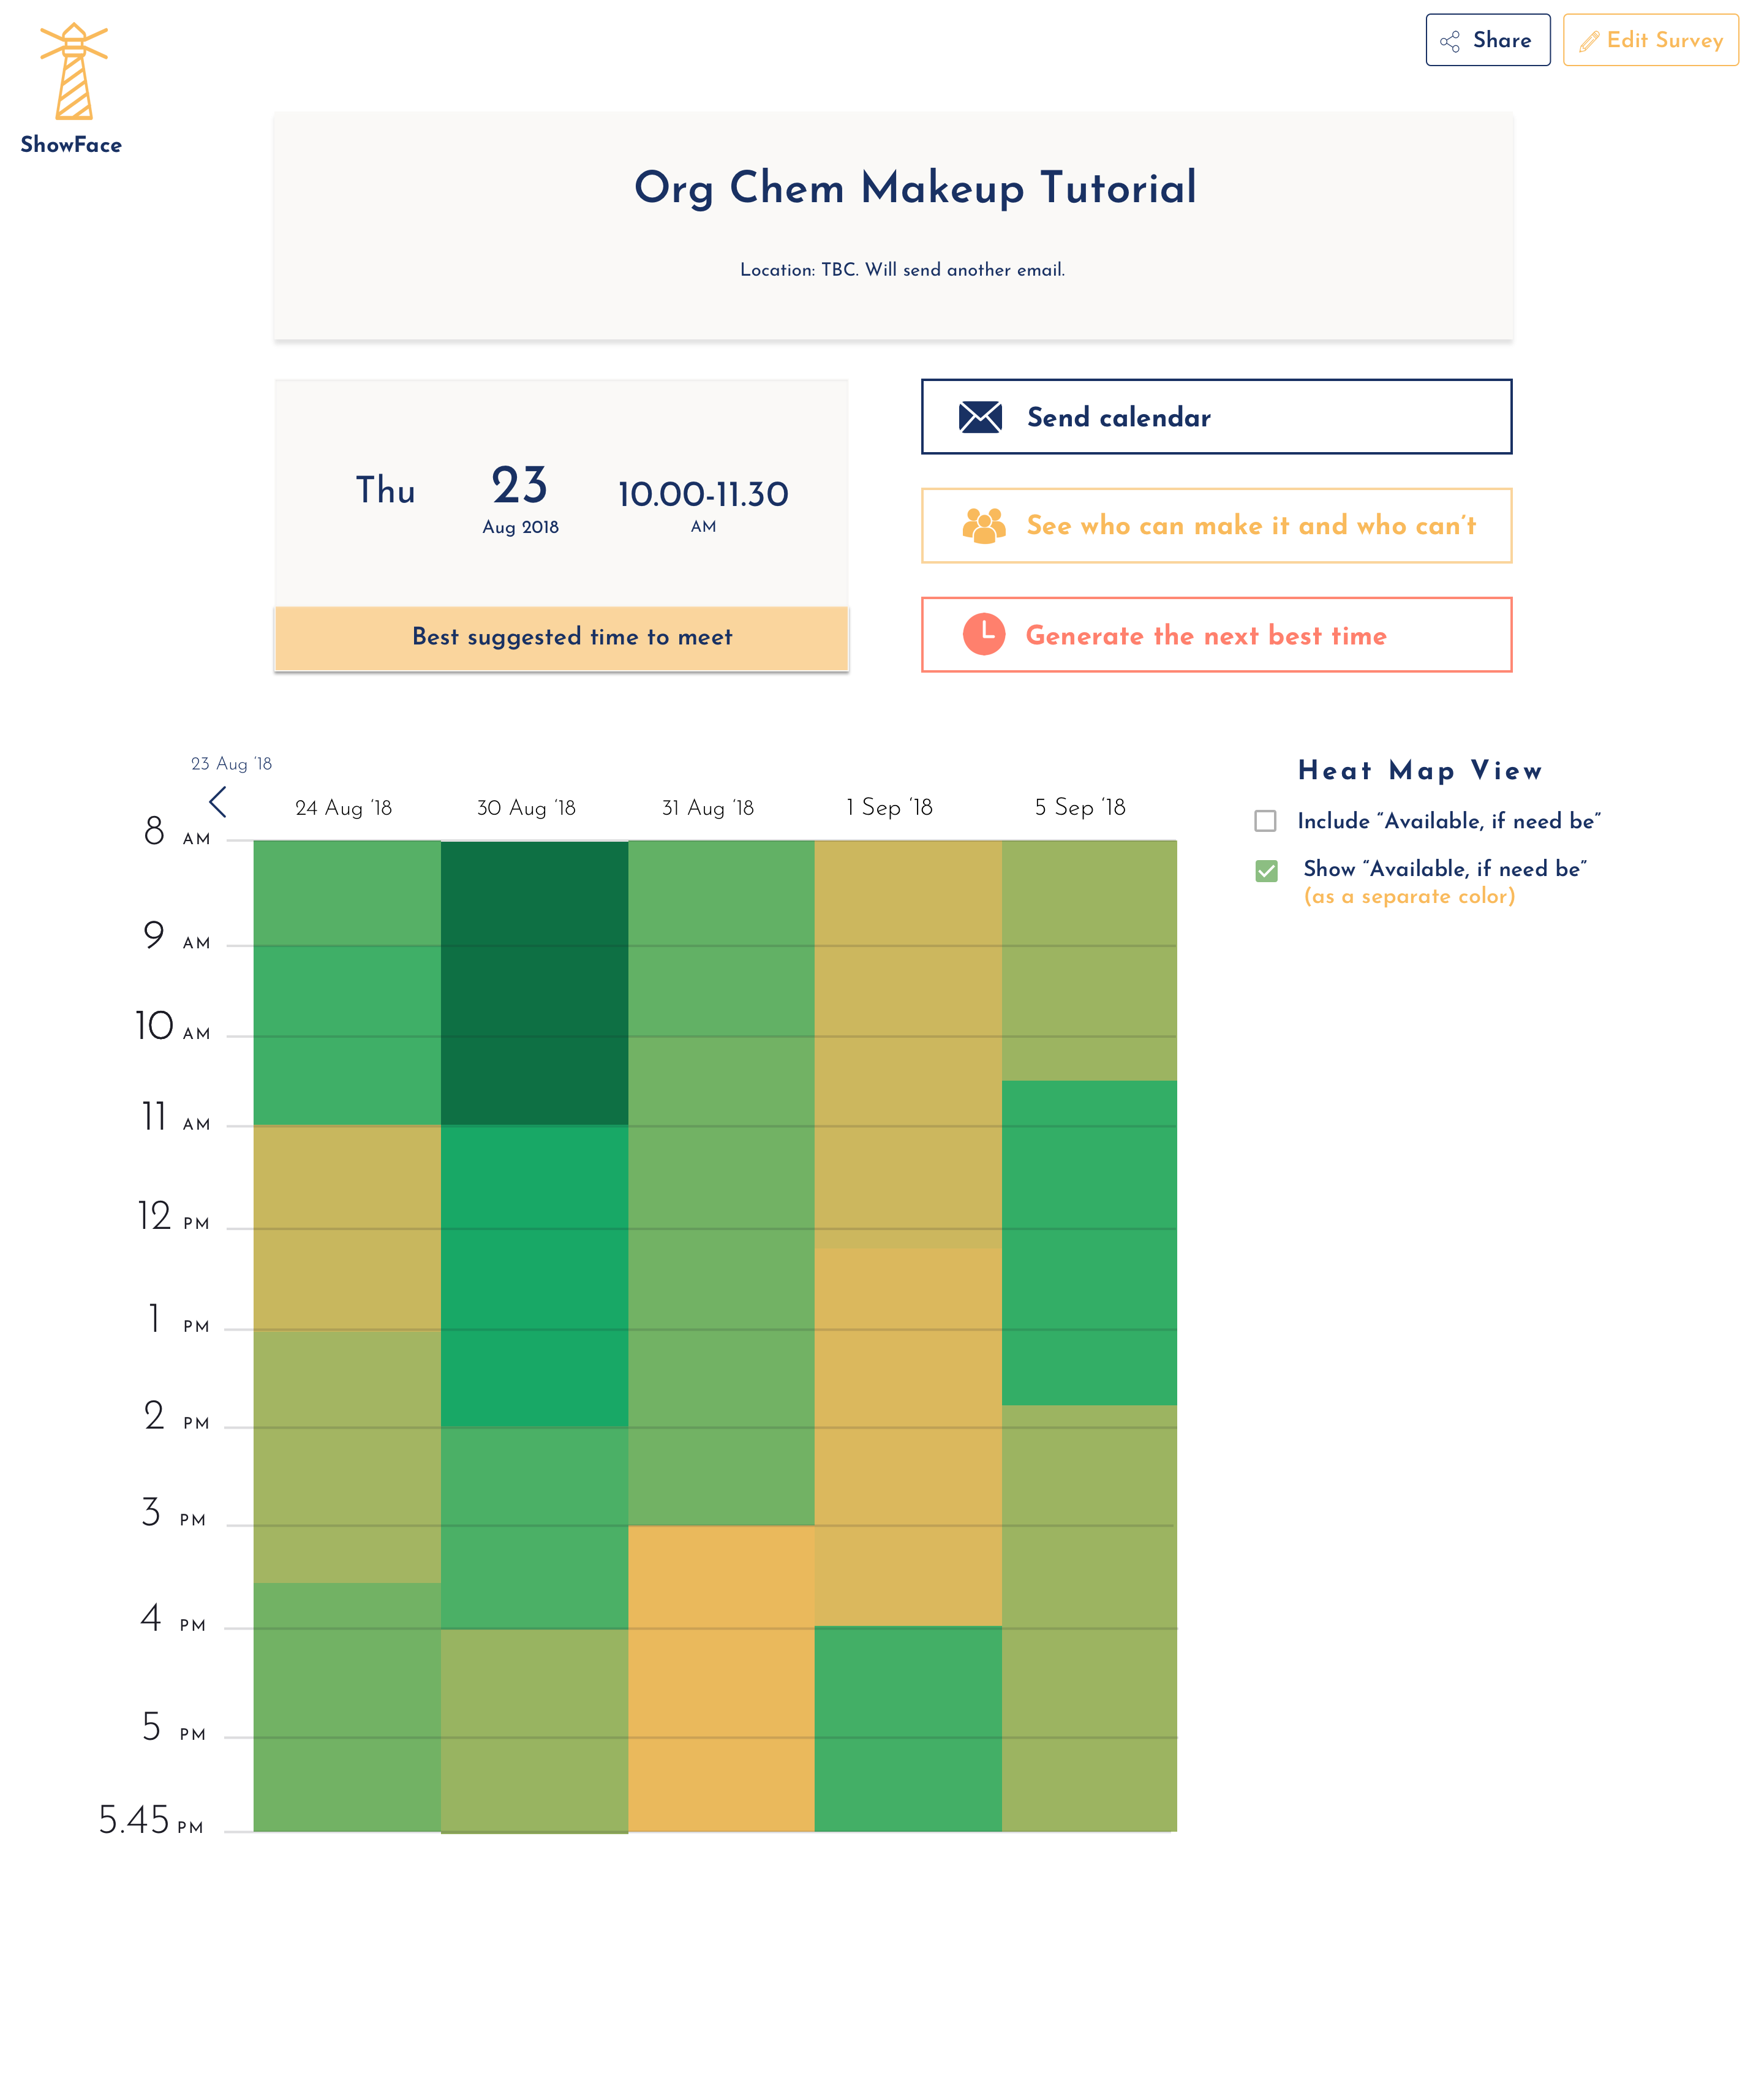 Share
Edit Survey
ShowFace
Org Chem Makeup Tutorial
Location: TBC. Will send another email.
Thu
23
Aug 2018
10.00-11.30
AM
Best suggested time to meet
Send calendar
See who can make it and who can’t
Generate the next best time
23 Aug ‘18
24 Aug ‘18
30 Aug ‘18
31 Aug ‘18
1 Sep ‘18
5 Sep ‘18
8 AM
9 AM
10 AM
11 AM
12 PM
1 PM
2 PM
3 PM
4 PM
5 PM
5.45 PM
Heat Map View
Include “Available, if need be”
Show “Available, if need be”
(as a separate color)